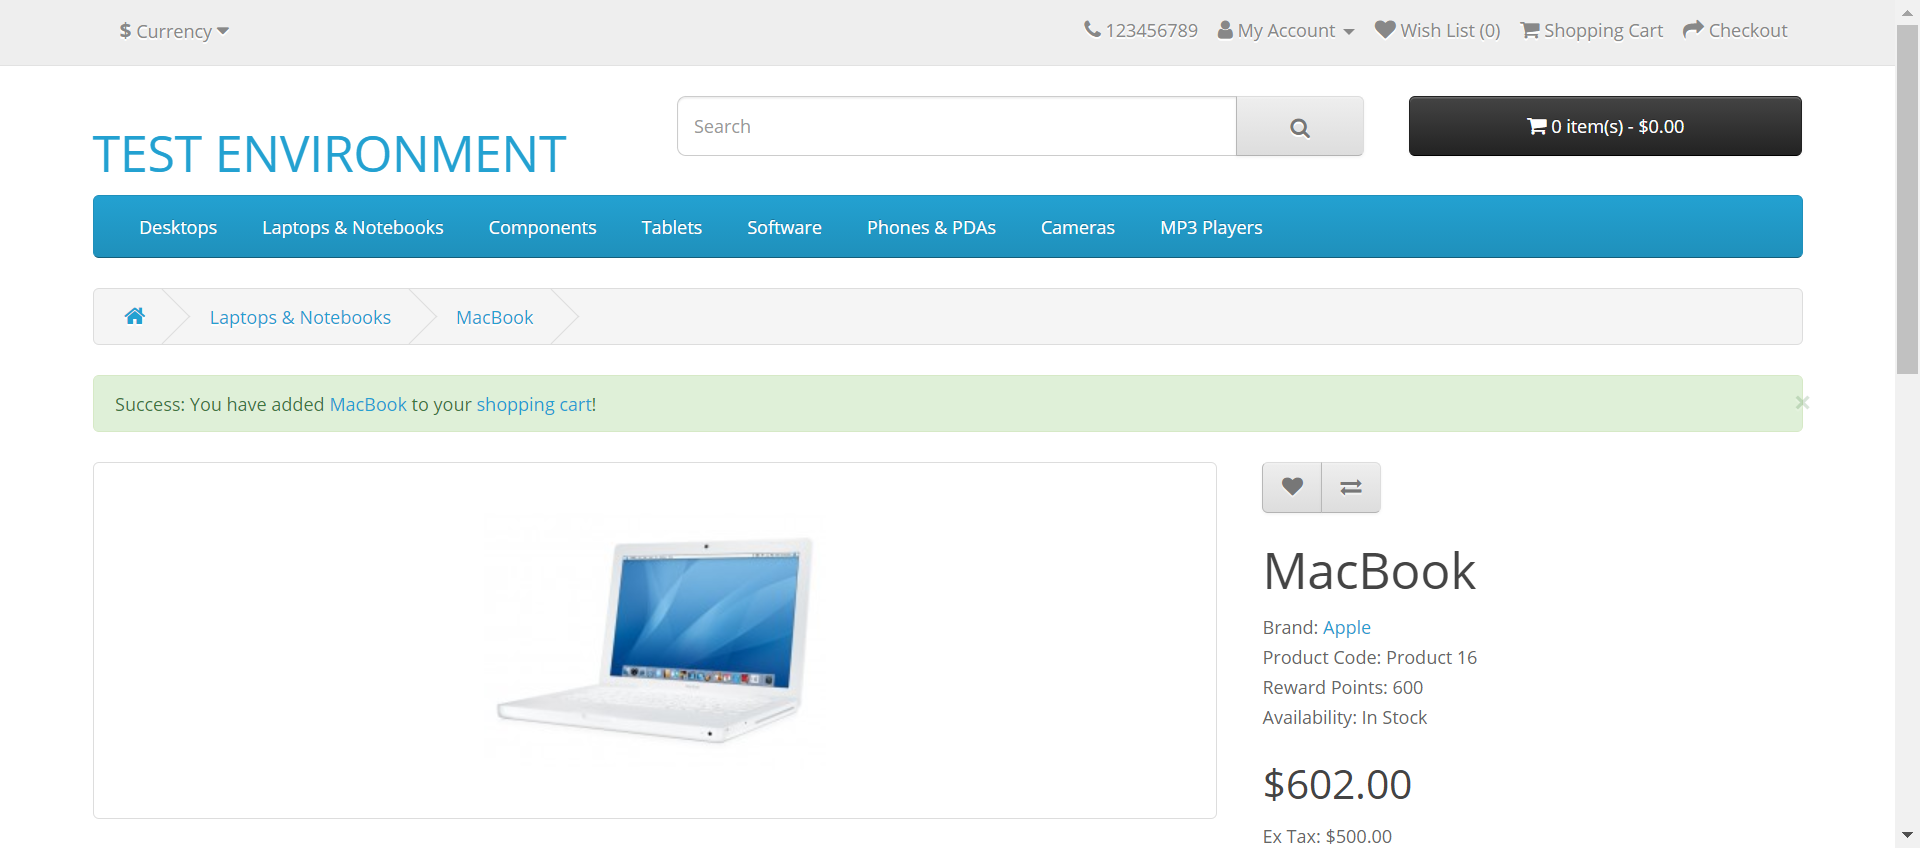 $ Currency
123456789 My Account Wish List (0) Shopping Cart Checkout
Search
0 item(s) - $0.00
TEST ENVIRONMENT
Desktops Laptops & Notebooks Components Tablets Software Phones & PDAs Cameras MP3 Players
Laptops & Notebooks MacBook
Success: You have added MacBook to your shopping cart!
×
MacBook
Brand: Apple
Product Code: Product 16
Reward Points: 600
Availability: In Stock
$602.00
Ex Tax: $500.00